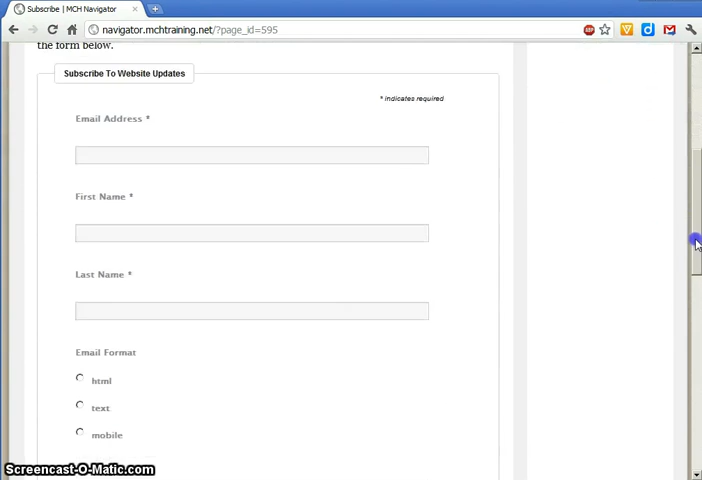 Subscribe | MCH Navigator
navigator.mchtraining.net/?page_id=595
the form below.
Subscribe To Website Updates
* indicates required
Email Address *
First Name *
Last Name *
Email Format
html
text
mobile
Screencast-O-Matic.com